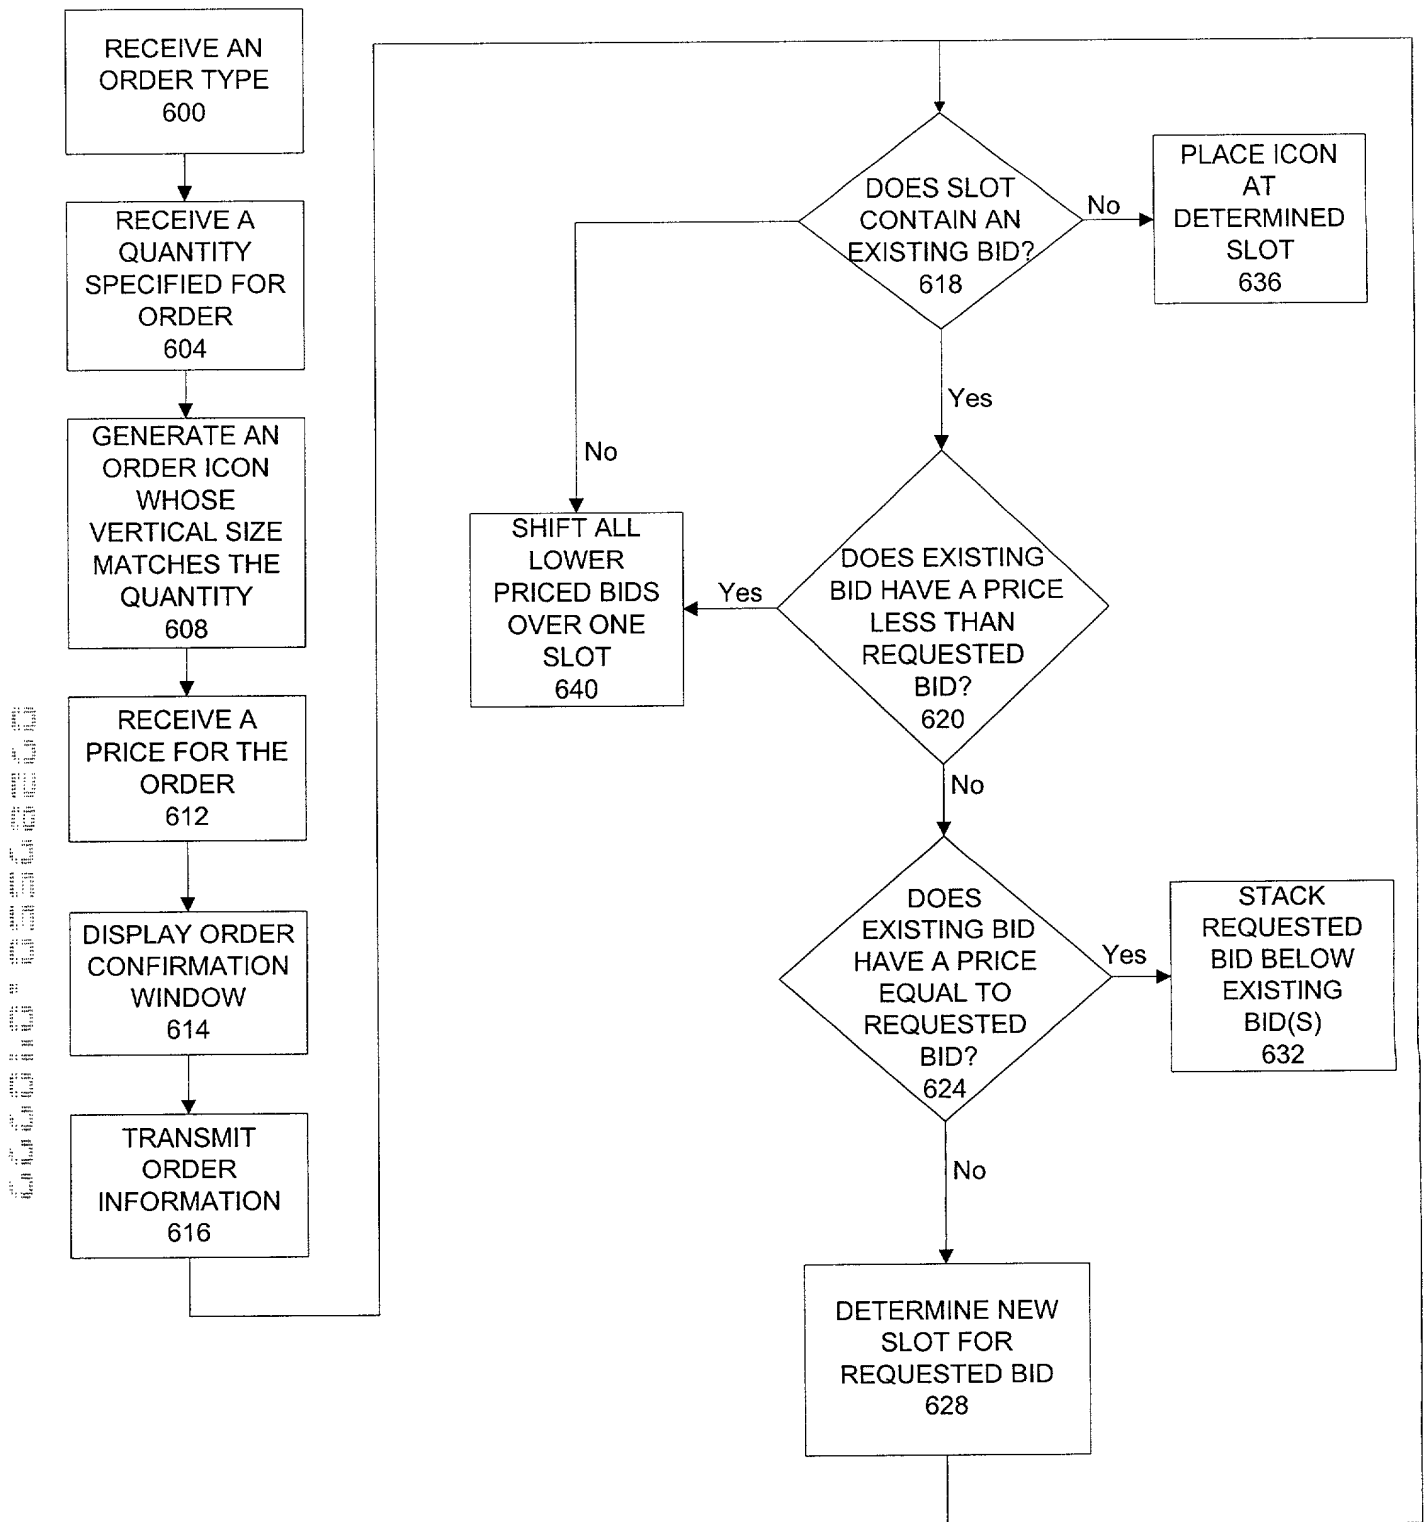 RECEIVE AN
ORDER TYPE
600
RECEIVE A
QUANTITY
SPECIFIED FOR
ORDER
604
GENERATE AN
ORDER ICON
WHOSE
VERTICAL SIZE
MATCHES THE
QUANTITY
608
RECEIVE A
PRICE FOR THE
ORDER
612
DISPLAY ORDER
CONFIRMATION
WINDOW
614
TRANSMIT
ORDER
INFORMATION
616
DOES SLOT
CONTAIN AN
EXISTING BID?
618
No
PLACE ICON
AT
DETERMINED
SLOT
636
No
Yes
SHIFT ALL
LOWER
PRICED BIDS
OVER ONE
SLOT
640
Yes
DOES EXISTING
BID HAVE A PRICE
LESS THAN
REQUESTED
BID?
620
No
DOES
EXISTING BID
HAVE A PRICE
EQUAL TO
REQUESTED
BID?
624
Yes
STACK
REQUESTED
BID BELOW
EXISTING
BID(S)
632
No
DETERMINE NEW
SLOT FOR
REQUESTED BID
628